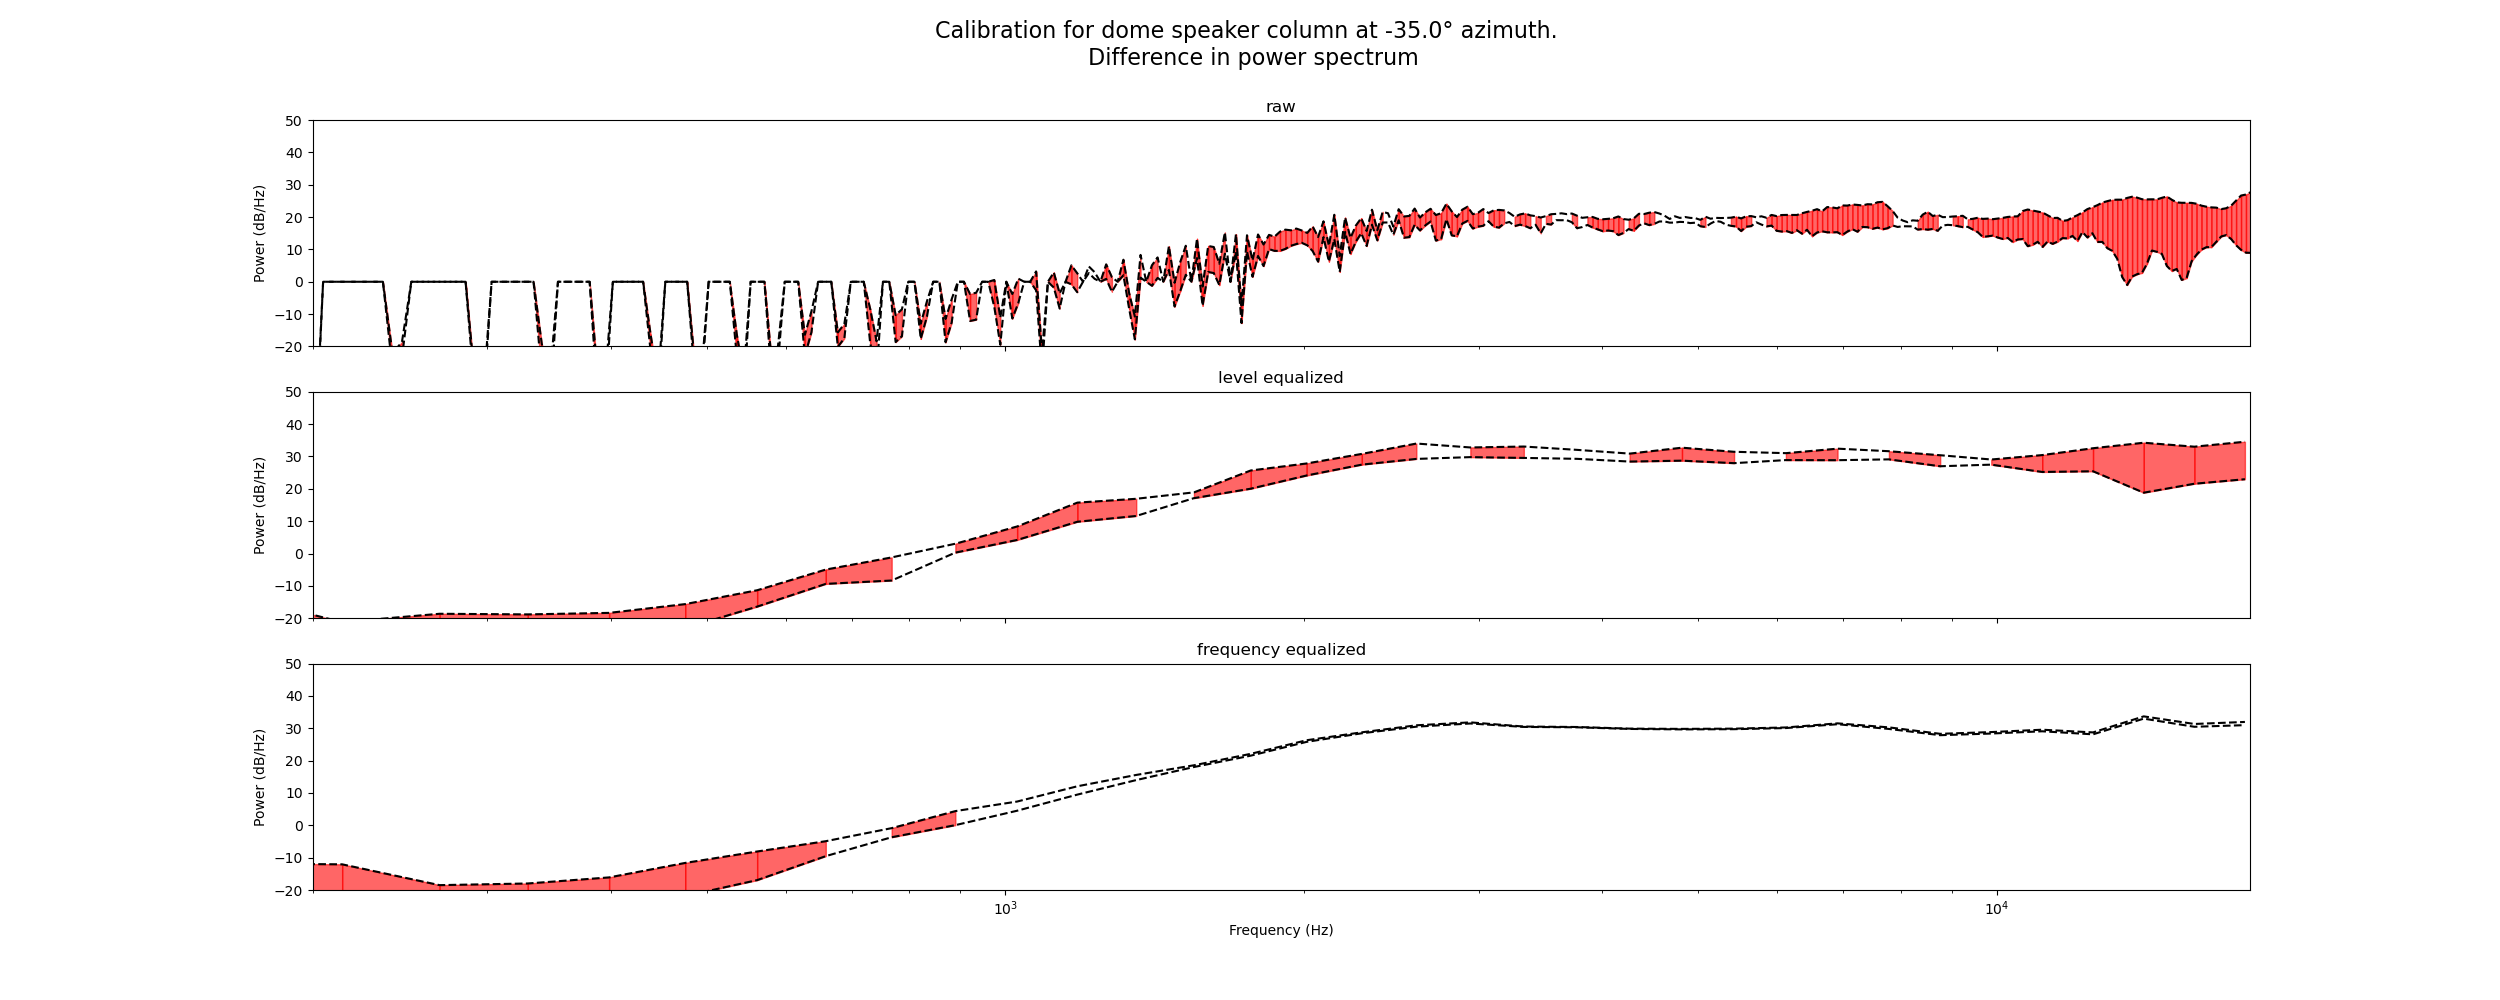 Calibration for dome speaker column at -35.0° azimuth.
Difference in power spectrum
raw
50
40
30
20
10
0
−10
−20
Power (dB/Hz)
level equalized
50
40
30
20
10
0
−10
−20
Power (dB/Hz)
frequency equalized
50
40
30
20
10
0
−10
−20
Power (dB/Hz)
10³ 10⁴
Frequency (Hz)